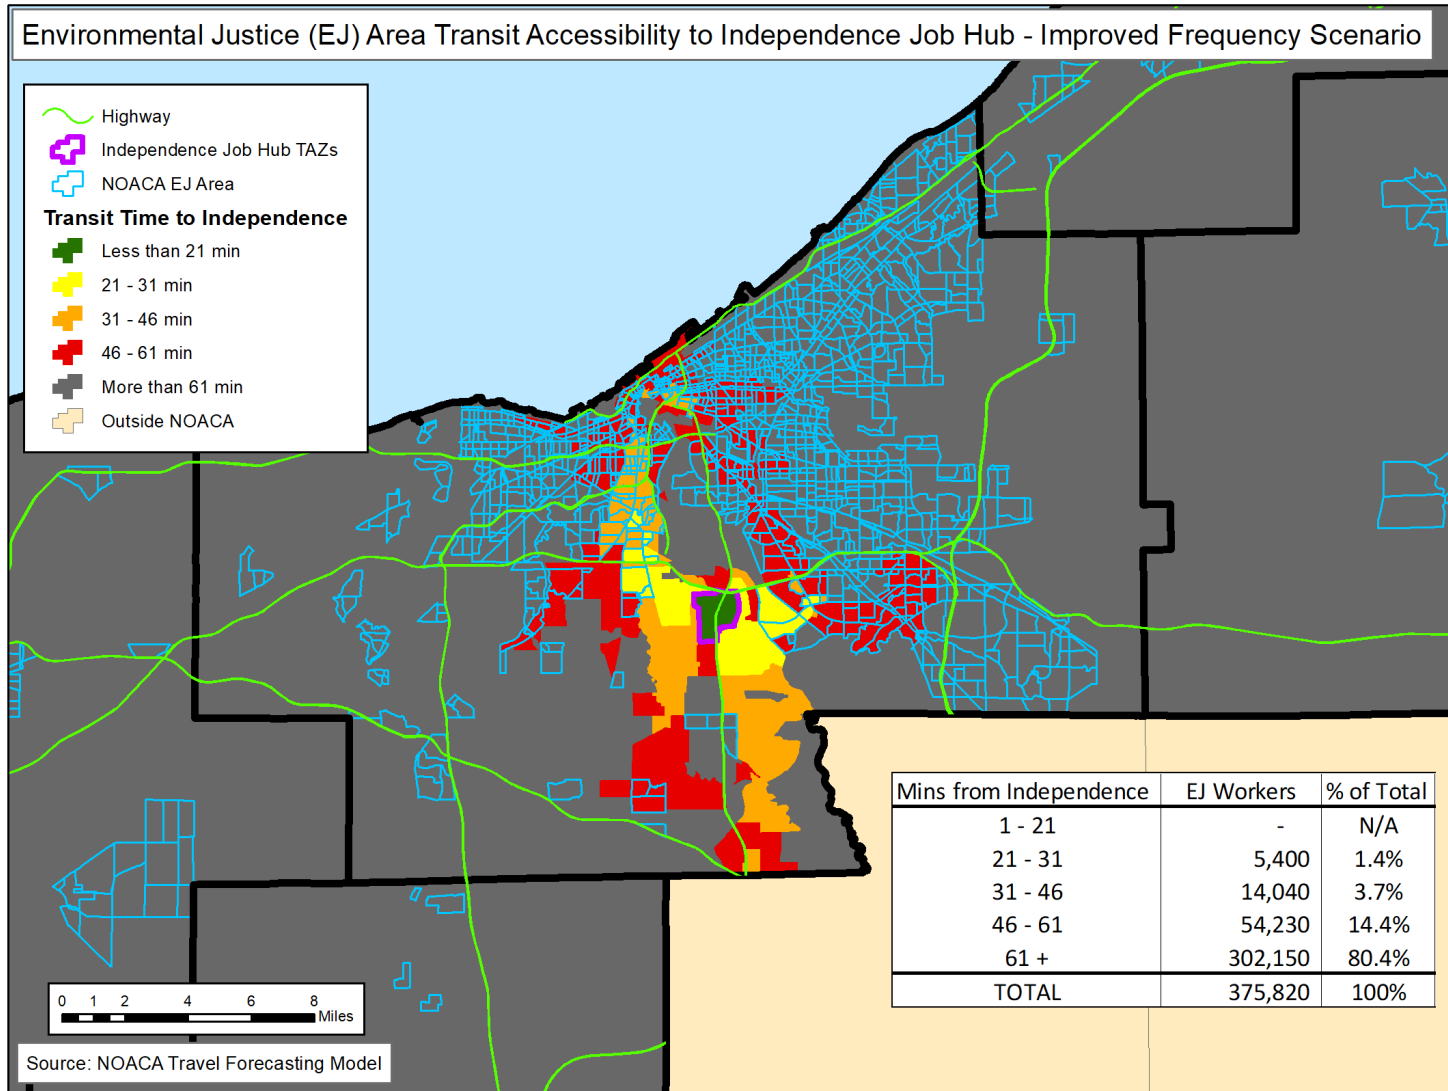 Environmental Justice (EJ) Area Transit Accessibility to Independence Job Hub - Improved Frequency Scenario
Highway
Independence Job Hub TAZs
NOACA EJ Area
Transit Time to Independence
Less than 21 min
21 - 31 min
31 - 46 min
46 - 61 min
More than 61 min
Outside NOACA
Mins from Independence EJ Workers % of Total
1 - 21 - N/A
21 - 31 5,400 1.4%
31 - 46 14,040 3.7%
46 - 61 54,230 14.4%
61 + 302,150 80.4%
TOTAL 375,820 100%
0 1 2 4 6 8
Miles
Source: NOACA Travel Forecasting Model